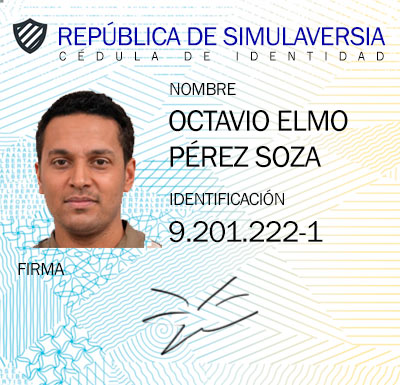 REPÚBLICA DE SIMULAVERSIA
CÉDULA DE IDENTIDAD
NOMBRE
OCTAVIO ELMO
PÉREZ SOZA
IDENTIFICACIÓN
9.201.222-1
FIRMA